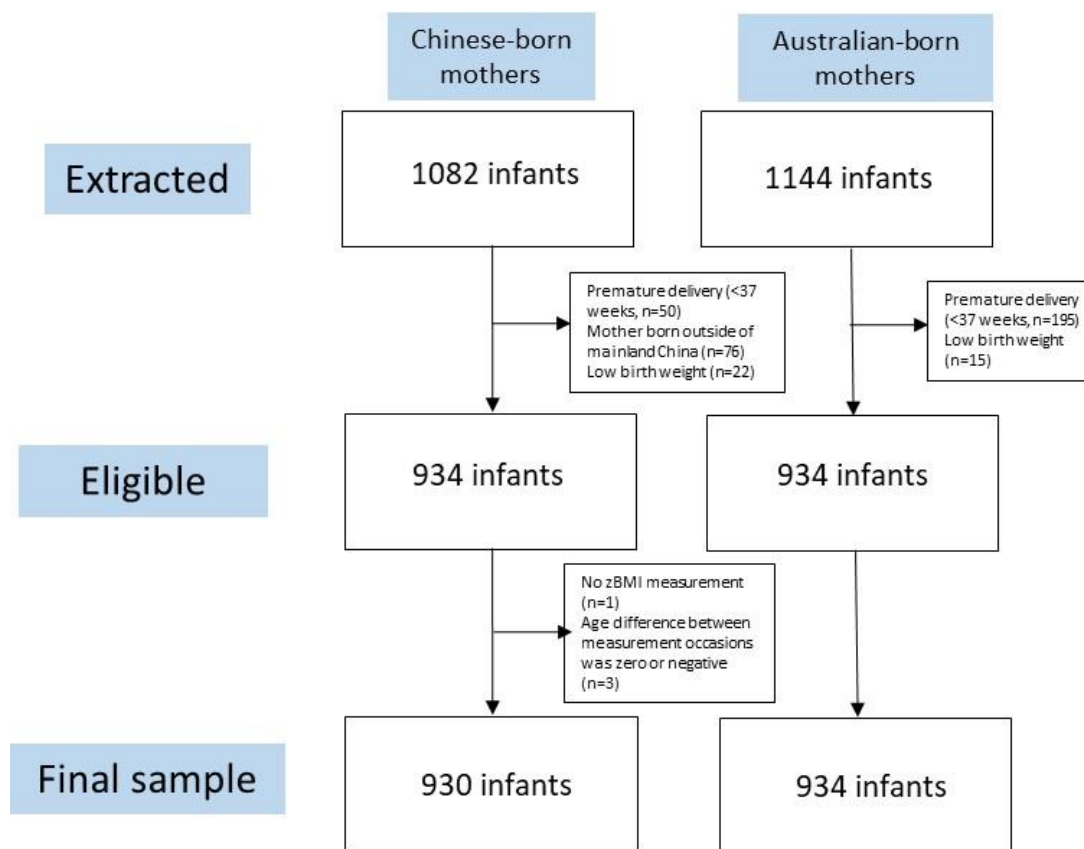 Chinese-born
mothers
Australian-born
mothers
Extracted
1082 infants
1144 infants
Premature delivery (<37
weeks, n=50)
Mother born outside of
mainland China (n=76)
Low birth weight (n=22)
Premature delivery
(<37 weeks, n=195)
Low birth weight
(n=15)
Eligible
934 infants
934 infants
No zBMI measurement
(n=1)
Age difference between
measurement occasions
was zero or negative
(n=3)
Final sample
930 infants
934 infants